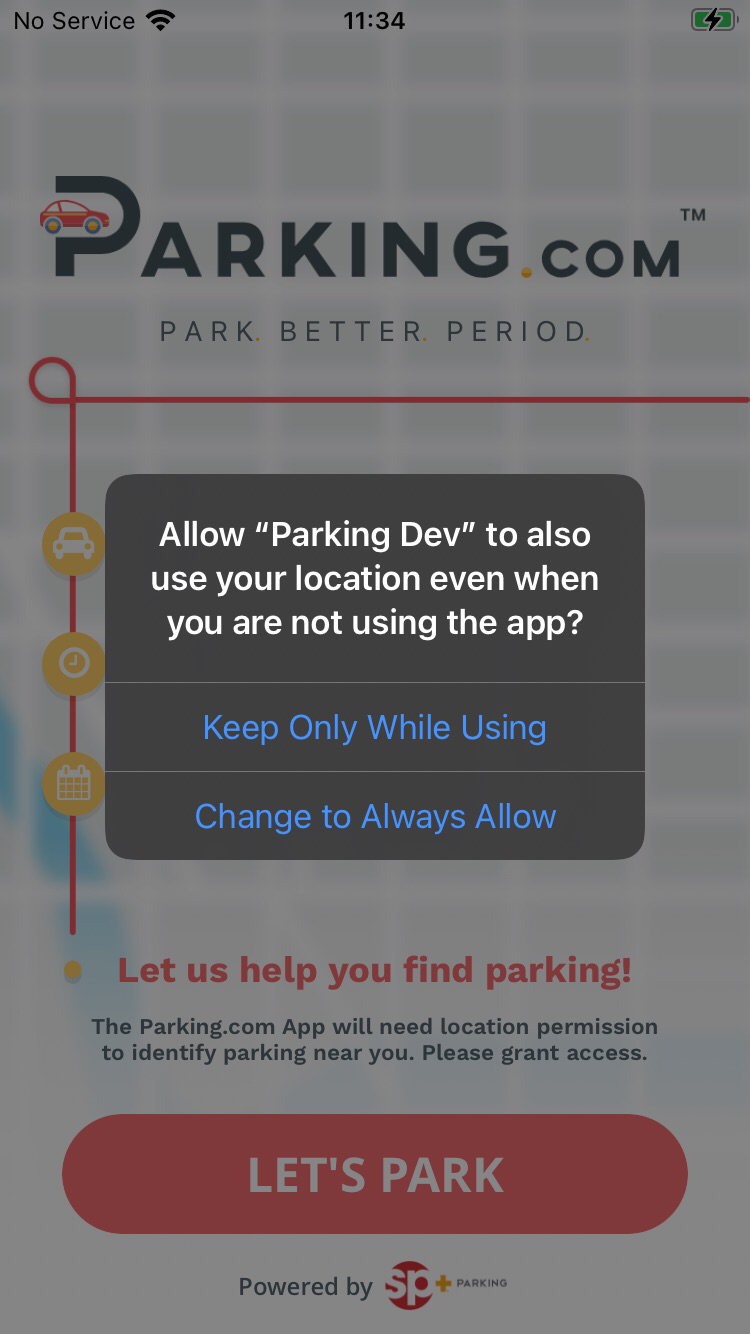 No Service
11:34
PARKING.COM™
PARK. BETTER. PERIOD.
Allow “Parking Dev” to also
use your location even when
you are not using the app?
Keep Only While Using
Change to Always Allow
Let us help you find parking!
The Parking.com App will need location permission
to identify parking near you. Please grant access.
LET'S PARK
Powered by sp+ PARKING